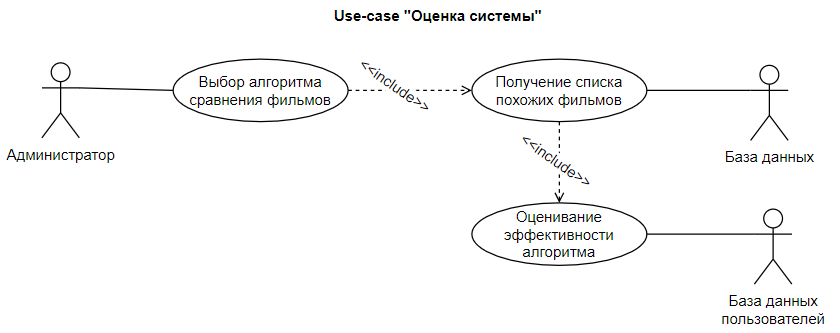 Use-case "Оценка системы"
Выбор алгоритма
сравнения фильмов
<<include>>
Получение списка
похожих фильмов
Администратор
База данных
<<include>>
Оценивание
эффективности
алгоритма
База данных
пользователей